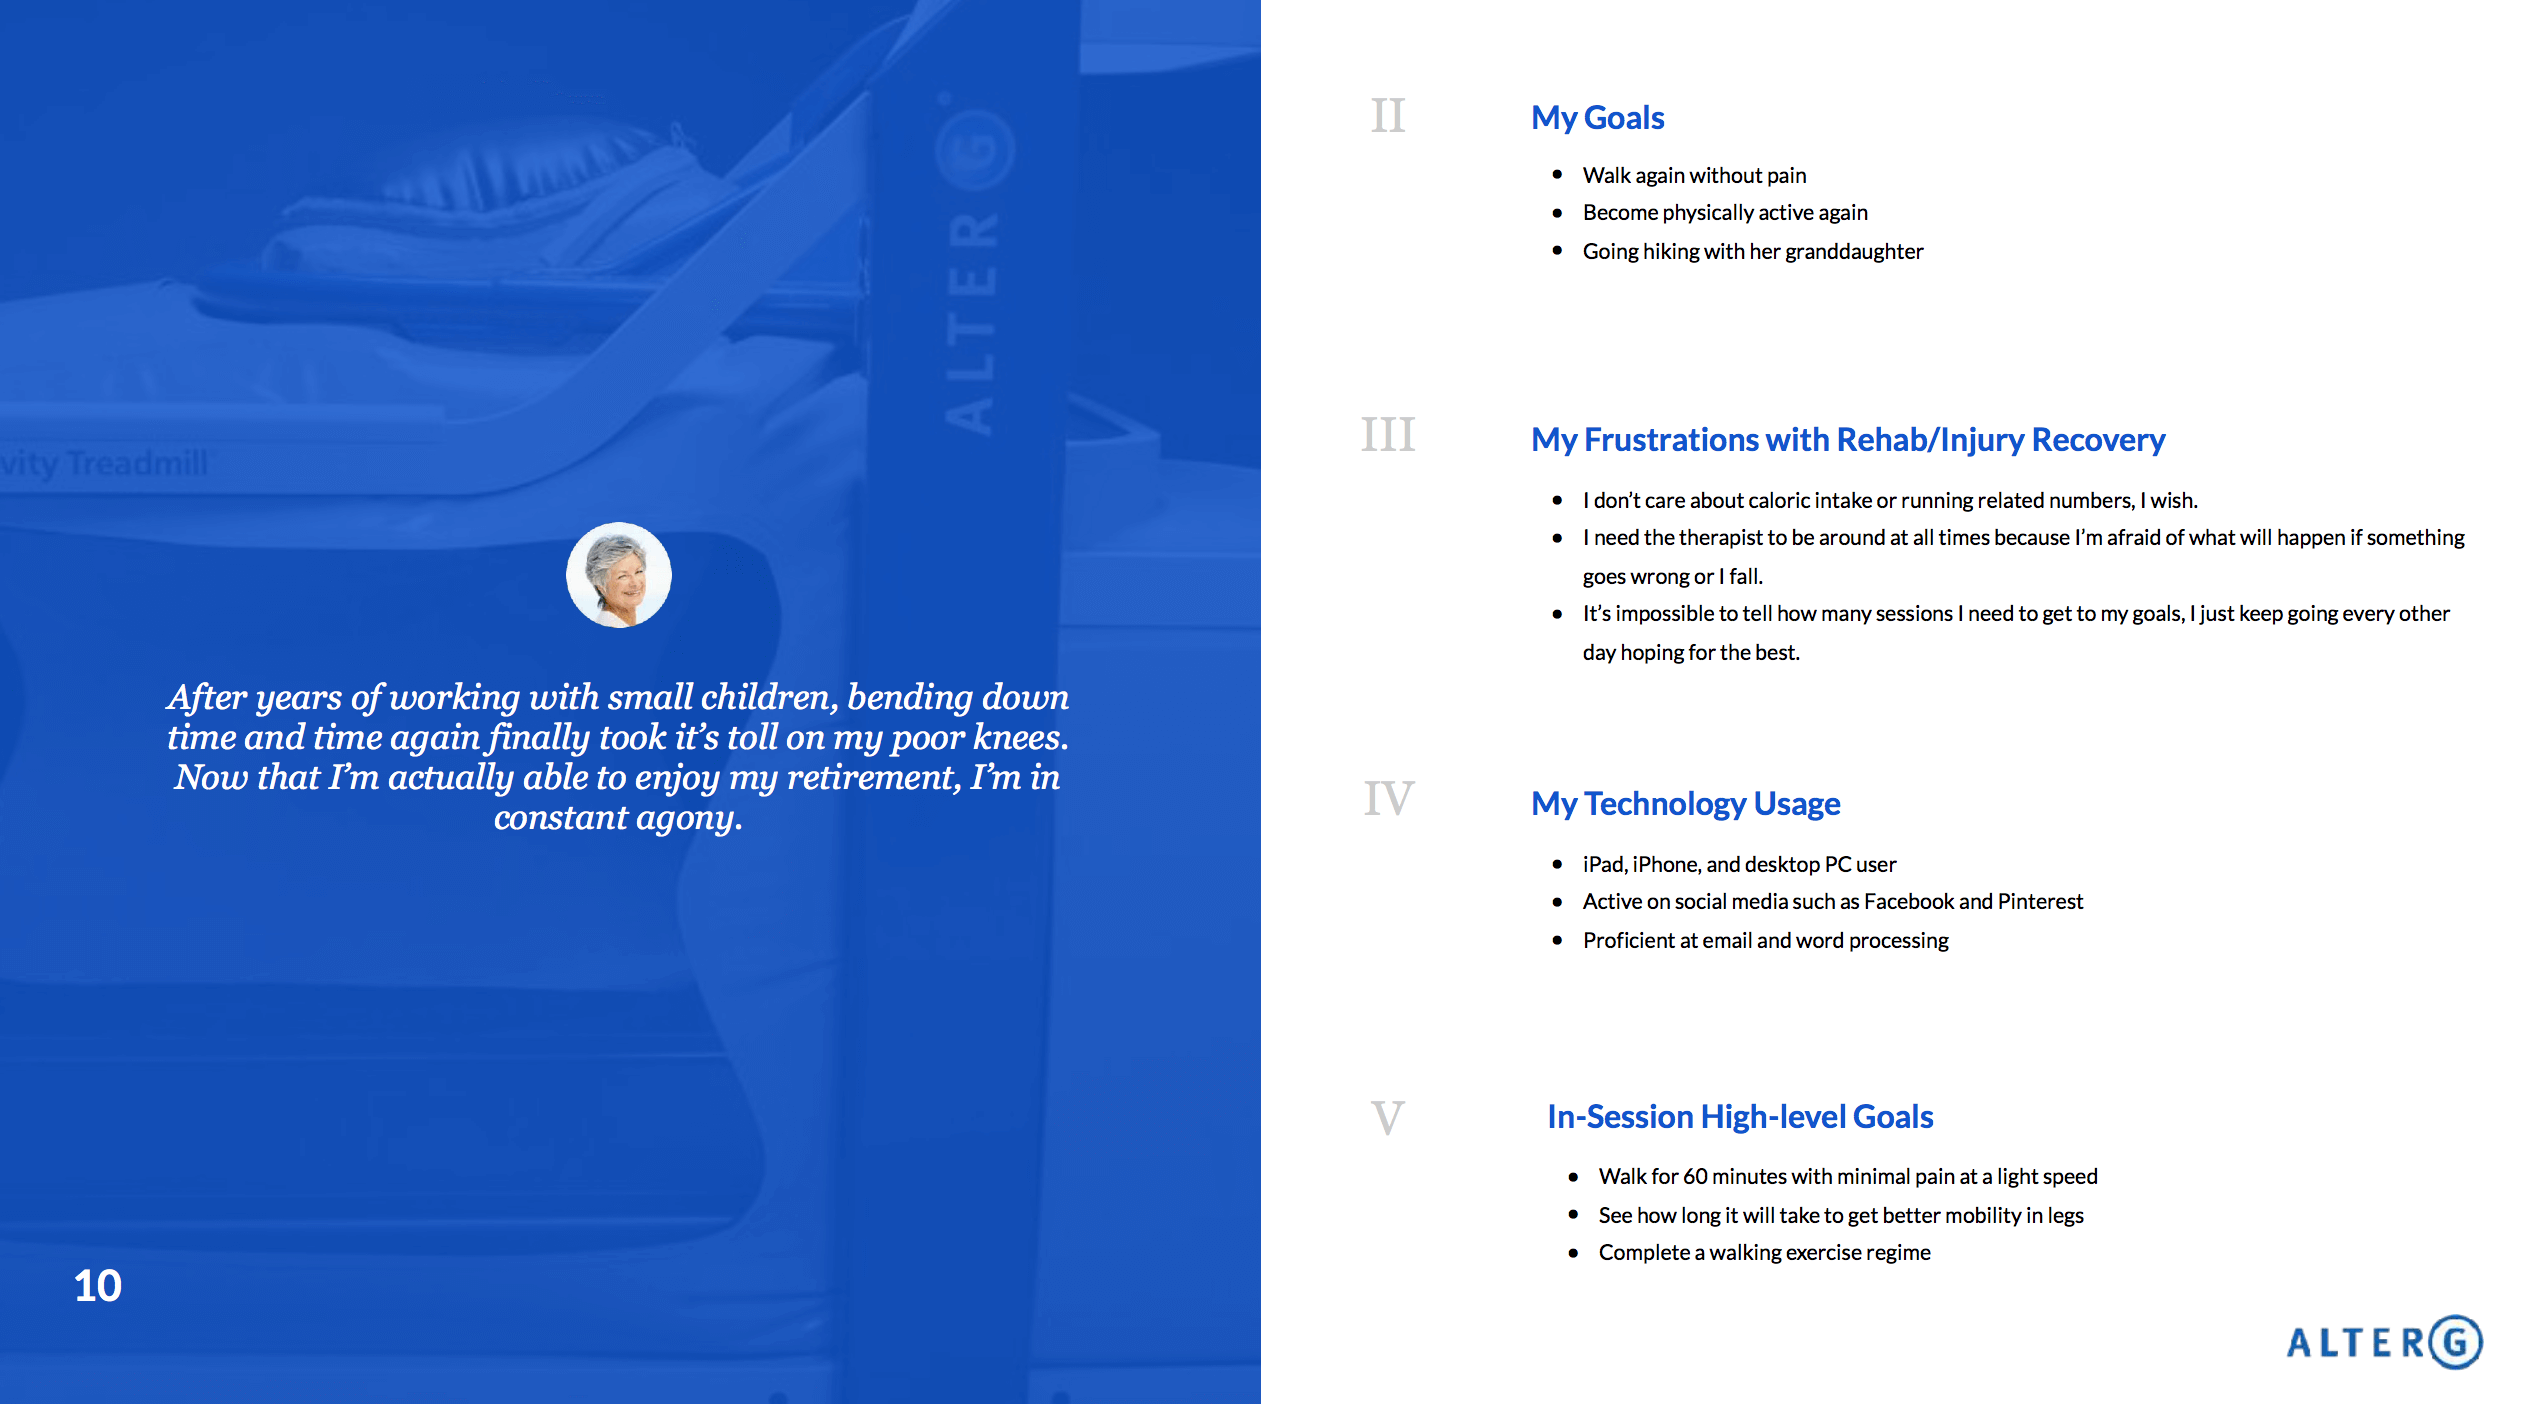 ALTERG
vity Treadmill
After years of working with small children, bending down
time and time again finally took it’s toll on my poor knees.
Now that I’m actually able to enjoy my retirement, I’m in
constant agony.
10
II
My Goals
• Walk again without pain
• Become physically active again
• Going hiking with her granddaughter
III
My Frustrations with Rehab/Injury Recovery
• I don’t care about caloric intake or running related numbers, I wish.
• I need the therapist to be around at all times because I’m afraid of what will happen if something
goes wrong or I fall.
• It’s impossible to tell how many sessions I need to get to my goals, I just keep going every other
day hoping for the best.
IV
My Technology Usage
• iPad, iPhone, and desktop PC user
• Active on social media such as Facebook and Pinterest
• Proficient at email and word processing
V
In-Session High-level Goals
• Walk for 60 minutes with minimal pain at a light speed
• See how long it will take to get better mobility in legs
• Complete a walking exercise regime
ALTERG